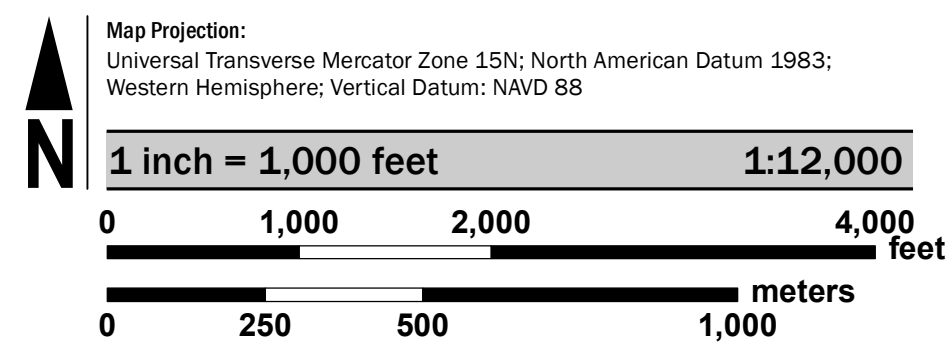 N
Map Projection:
Universal Transverse Mercator Zone 15N; North American Datum 1983;
Western Hemisphere; Vertical Datum: NAVD 88
1 inch = 1,000 feet 1:12,000
0 1,000 2,000 4,000
feet
meters
0 250 500 1,000